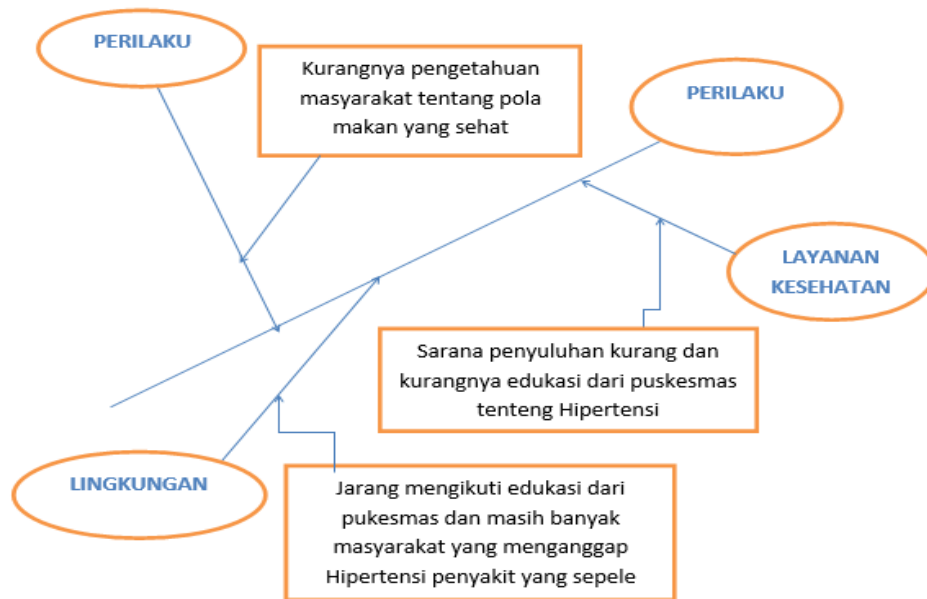 PERILAKU
Kurangnya pengetahuan
masyarakat tentang pola
makan yang sehat
PERILAKU
LAYANAN
KESEHATAN
Sarana penyuluhan kurang dan
kurangnya edukasi dari puskesmas
tenteng Hipertensi
LINGKUNGAN
Jarang mengikuti edukasi dari
pukesmas dan masih banyak
masyarakat yang menganggap
Hipertensi penyakit yang sepele